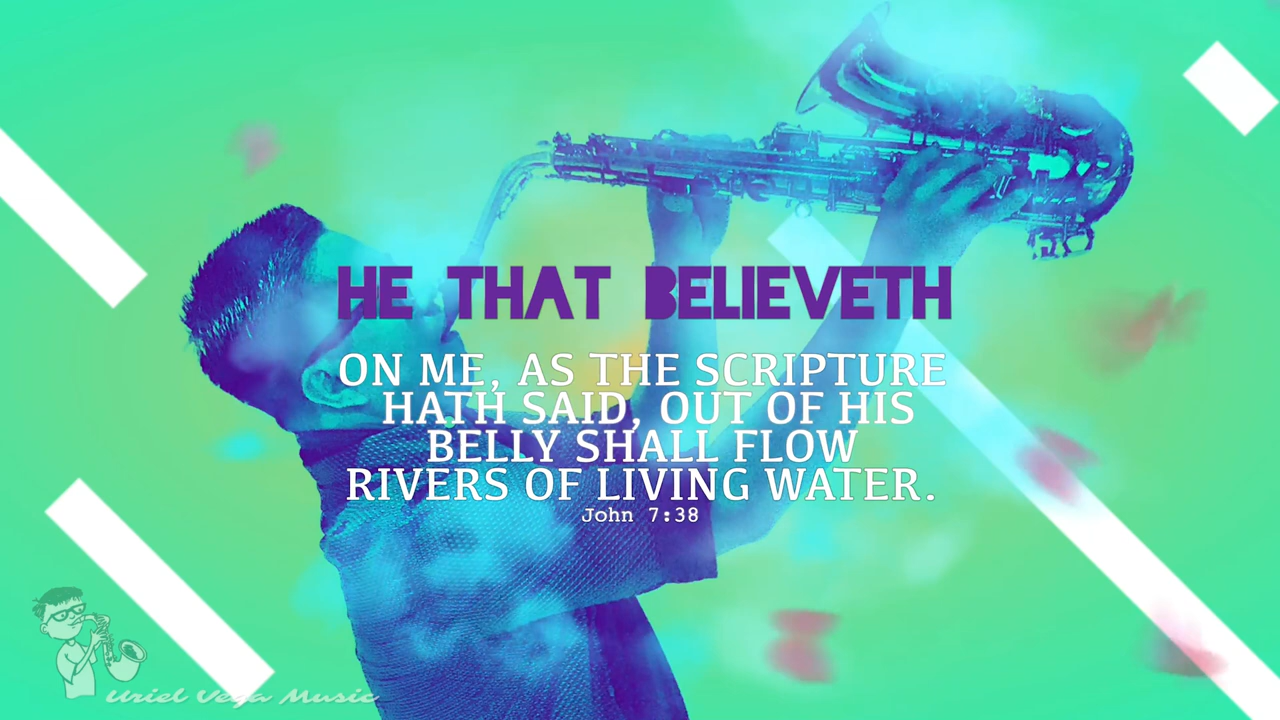 HE THAT BELIEVETH
ON ME, AS THE SCRIPTURE
HATH SAID, OUT OF HIS
BELLY SHALL FLOW
RIVERS OF LIVING WATER.
John 7:38
Uriel Vega Music